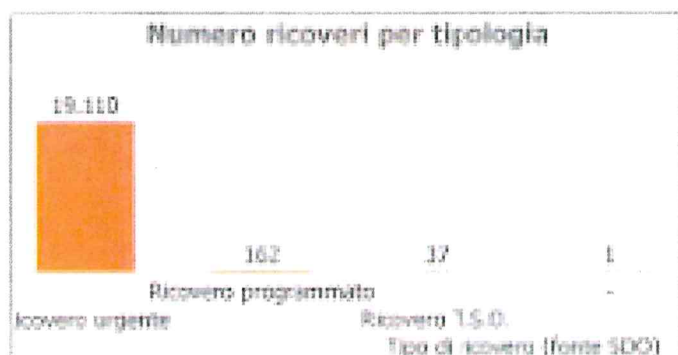 Numero ricoveri per tipologia
19.110
162
37
1
Ricovero programmato
-
icovero urgente
Ricovero T.S.O.
Tipo di ricovero (fonte SDO)